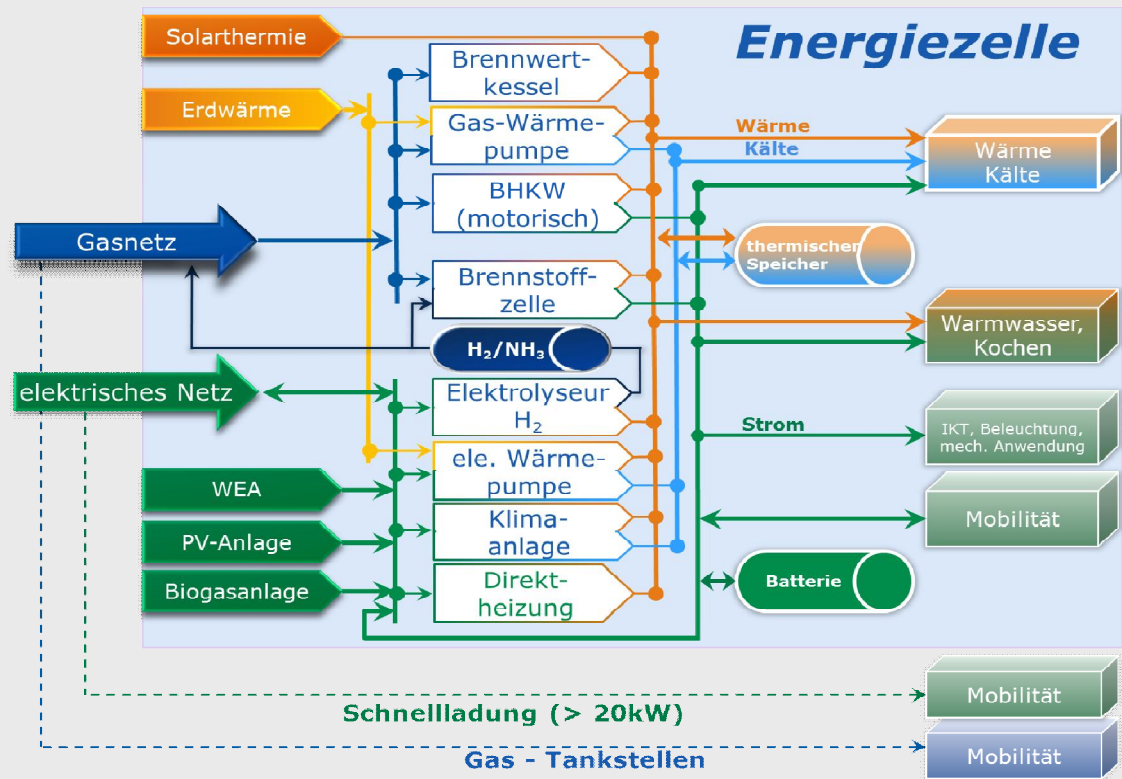 Energiezelle
Solarthermie
Erdwärme
Gasnetz
elektrisches Netz
WEA
PV-Anlage
Biogasanlage
Brennwert-
kessel
Gas-Wärme-
pumpe
BHKW
(motorisch)
Brennstoff-
zelle
H₂/NH₃
Elektrolyseur
H₂
ele. Wärme-
pumpe
Klima-
anlage
Direkt-
heizung
Wärme
Kälte
thermischer
Speicher
Strom
Batterie
Wärme
Kälte
Warmwasser,
Kochen
IKT, Beleuchtung,
mech. Anwendung
Mobilität
Schnellladung (> 20kW)
Mobilität
Gas - Tankstellen
Mobilität